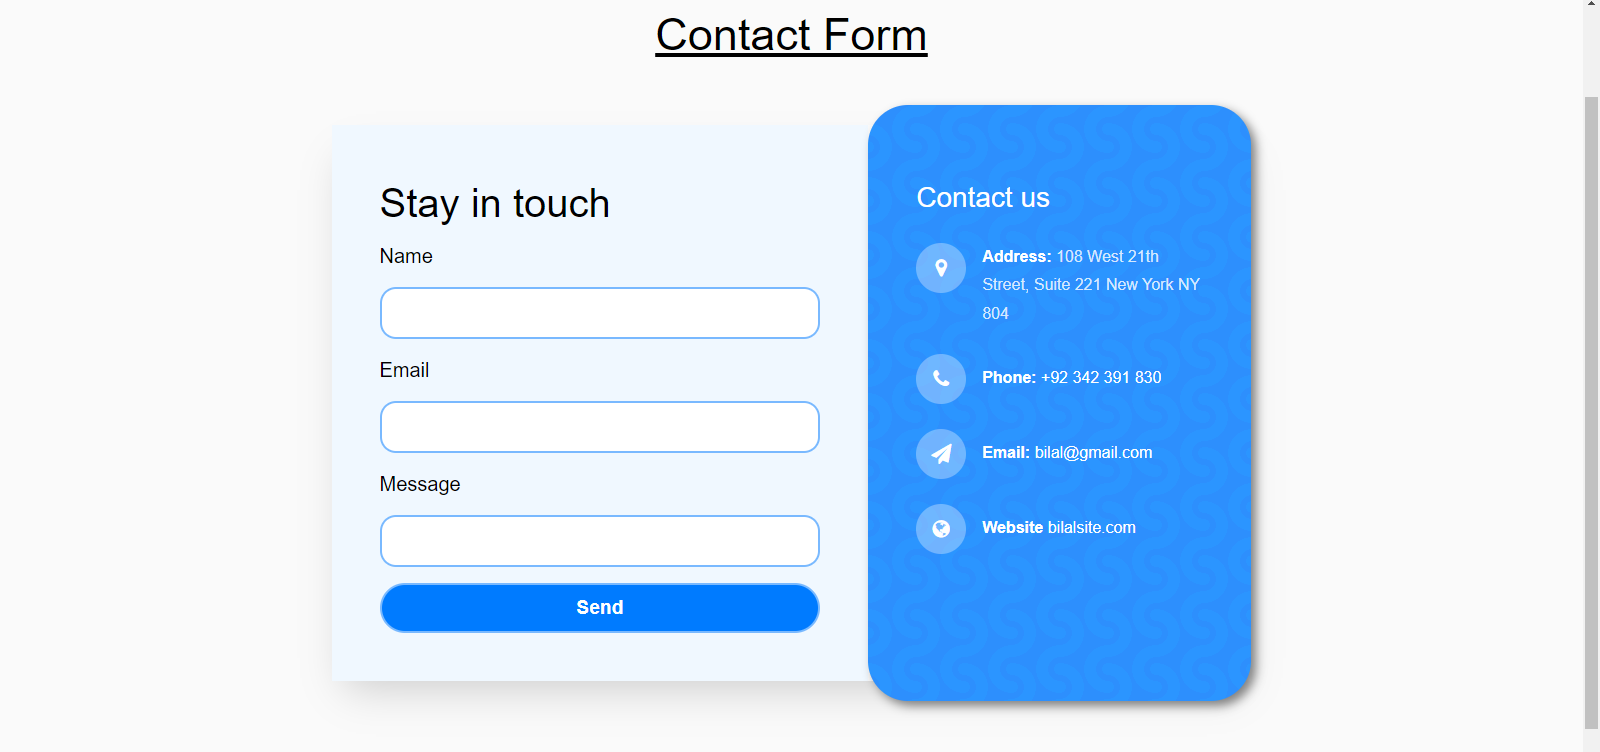 Contact Form
Stay in touch
Name
Email
Message
Send
Contact us
Address: 108 West 21th
Street, Suite 221 New York NY
804
Phone: +92 342 391 830
Email: bilal@gmail.com
Website bilalsite.com